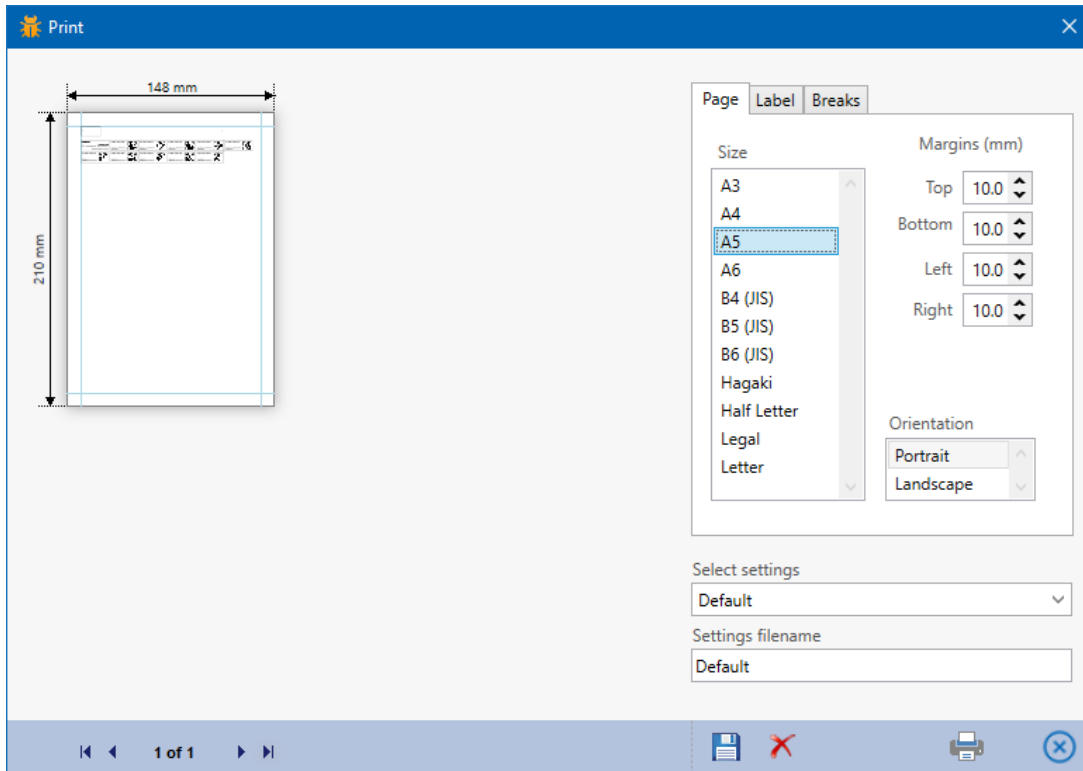 Print
148 mm
210 mm
Page Label Breaks
Size
Margins (mm)
A3
A4
A5
A6
B4 (JIS)
B5 (JIS)
B6 (JIS)
Hagaki
Half Letter
Legal
Letter
Top 10.0
Bottom 10.0
Left 10.0
Right 10.0
Orientation
Portrait
Landscape
Select settings
Default
Settings filename
Default
1 of 1